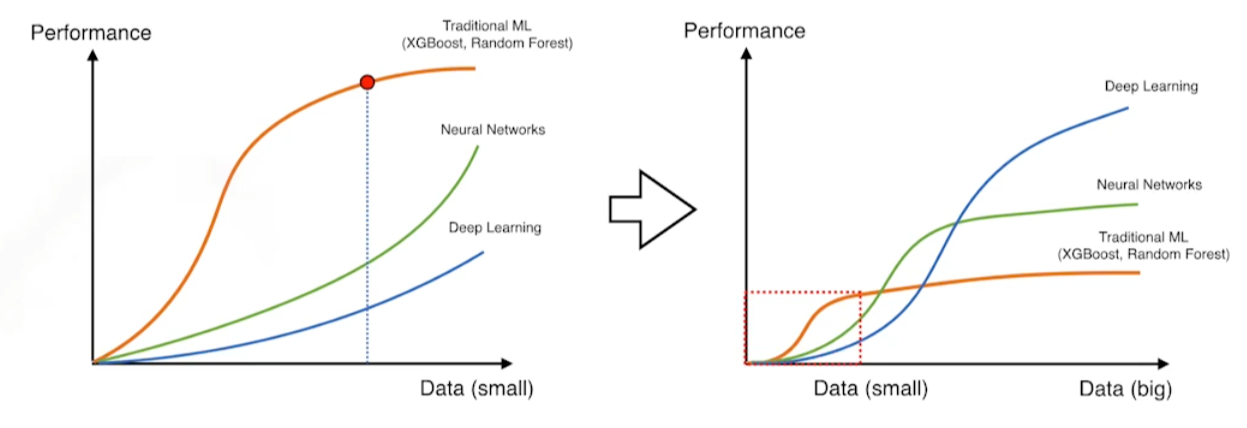 Performance
Traditional ML
(XGBoost, Random Forest)
Neural Networks
Deep Learning
Data (small)
Performance
Deep Learning
Neural Networks
Traditional ML
(XGBoost, Random Forest)
Data (small)
Data (big)